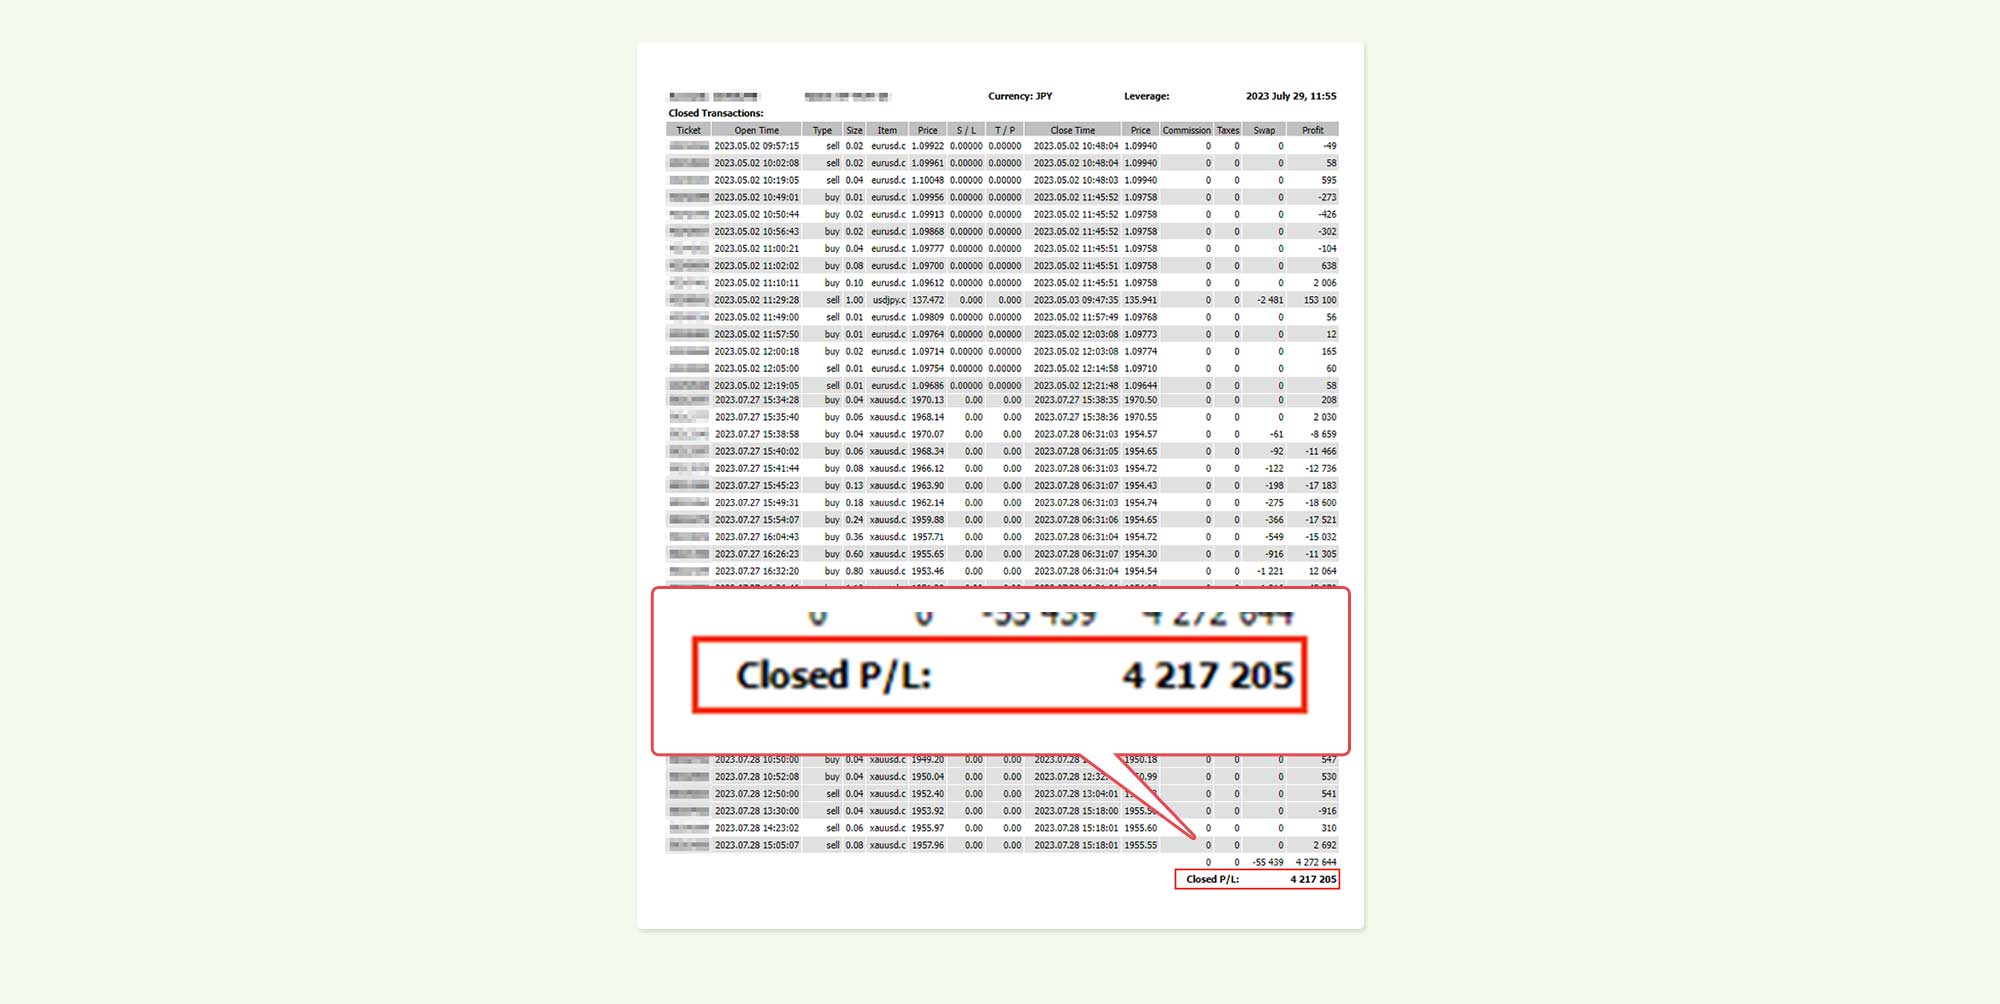 Currency: JPY Leverage: 2023 July 29, 11:55
Closed Transactions:
Ticket Open Time Type Size Item Price S / L T / P Close Time Price Commission Taxes Swap Profit
2023.05.02 09:57:15 sell 0.02 eurusd.c 1.09922 0.00000 0.00000 2023.05.02 10:48:04 1.09940 0 0 0 -49
2023.05.02 10:02:08 sell 0.02 eurusd.c 1.09961 0.00000 0.00000 2023.05.02 10:48:04 1.09940 0 0 0 58
2023.05.02 10:19:05 sell 0.04 eurusd.c 1.10048 0.00000 0.00000 2023.05.02 10:48:03 1.09940 0 0 0 595
2023.05.02 10:49:01 buy 0.01 eurusd.c 1.09956 0.00000 0.00000 2023.05.02 11:45:52 1.09758 0 0 0 -273
2023.05.02 10:50:44 buy 0.02 eurusd.c 1.09913 0.00000 0.00000 2023.05.02 11:45:52 1.09758 0 0 0 -426
2023.05.02 10:56:43 buy 0.02 eurusd.c 1.09868 0.00000 0.00000 2023.05.02 11:45:52 1.09758 0 0 0 -302
2023.05.02 11:00:21 buy 0.04 eurusd.c 1.09777 0.00000 0.00000 2023.05.02 11:45:51 1.09758 0 0 0 -104
2023.05.02 11:02:02 buy 0.08 eurusd.c 1.09700 0.00000 0.00000 2023.05.02 11:45:51 1.09758 0 0 0 638
2023.05.02 11:10:11 buy 0.10 eurusd.c 1.09612 0.00000 0.00000 2023.05.02 11:45:51 1.09758 0 0 0 2 006
2023.05.02 11:29:28 sell 1.00 usdjpy.c 137.472 0.000 0.000 2023.05.03 09:47:35 135.941 0 0 -2 481 153 100
2023.05.02 11:49:00 sell 0.01 eurusd.c 1.09809 0.00000 0.00000 2023.05.02 11:57:49 1.09768 0 0 0 56
2023.05.02 11:57:50 buy 0.01 eurusd.c 1.09764 0.00000 0.00000 2023.05.02 12:03:08 1.09773 0 0 0 12
2023.05.02 12:00:18 buy 0.02 eurusd.c 1.09714 0.00000 0.00000 2023.05.02 12:03:08 1.09774 0 0 0 165
2023.05.02 12:05:00 sell 0.01 eurusd.c 1.09754 0.00000 0.00000 2023.05.02 12:14:58 1.09710 0 0 0 60
2023.05.02 12:19:05 sell 0.01 eurusd.c 1.09686 0.00000 0.00000 2023.05.02 12:21:48 1.09644 0 0 0 58
2023.07.27 15:34:28 buy 0.04 xauusd.c 1970.13 0.00 0.00 2023.07.27 15:38:35 1970.50 0 0 0 208
2023.07.27 15:35:40 buy 0.06 xauusd.c 1968.14 0.00 0.00 2023.07.27 15:38:36 1970.55 0 0 0 2 030
2023.07.27 15:38:58 buy 0.04 xauusd.c 1970.07 0.00 0.00 2023.07.28 06:31:03 1954.57 0 0 -61 -8 659
2023.07.27 15:40:02 buy 0.06 xauusd.c 1968.34 0.00 0.00 2023.07.28 06:31:05 1954.65 0 0 -92 -11 466
2023.07.27 15:41:44 buy 0.08 xauusd.c 1966.12 0.00 0.00 2023.07.28 06:31:03 1954.72 0 0 -122 -12 736
2023.07.27 15:45:23 buy 0.13 xauusd.c 1963.90 0.00 0.00 2023.07.28 06:31:07 1954.43 0 0 -198 -17 183
2023.07.27 15:49:31 buy 0.18 xauusd.c 1962.14 0.00 0.00 2023.07.28 06:31:03 1954.74 0 0 -275 -18 600
2023.07.27 15:54:07 buy 0.24 xauusd.c 1959.88 0.00 0.00 2023.07.28 06:31:06 1954.65 0 0 -366 -17 521
2023.07.27 16:04:43 buy 0.36 xauusd.c 1957.71 0.00 0.00 2023.07.28 06:31:04 1954.72 0 0 -549 -15 032
2023.07.27 16:26:23 buy 0.60 xauusd.c 1955.65 0.00 0.00 2023.07.28 06:31:07 1954.30 0 0 -916 -11 305
2023.07.27 16:32:20 buy 0.80 xauusd.c 1953.46 0.00 0.00 2023.07.28 06:31:04 1954.54 0 0 -1 221 12 064
0 0 -55 439 4 272 644
Closed P/L: 4 217 205
2023.07.28 10:50:00 buy 0.04 xauusd.c 1949.20 0.00 0.00 2023.07.28 1950.18 0 0 0 547
2023.07.28 10:52:08 buy 0.04 xauusd.c 1950.04 0.00 0.00 2023.07.28 0 0 0 530
2023.07.28 12:50:00 sell 0.04 xauusd.c 1952.40 0.00 0.00 2023.07.28 13:04:01 0 0 0 541
2023.07.28 13:30:00 sell 0.04 xauusd.c 1953.92 0.00 0.00 2023.07.28 15:18:00 0 0 0 -916
2023.07.28 14:23:02 sell 0.06 xauusd.c 1955.97 0.00 0.00 2023.07.28 15:18:01 1955.60 0 0 0 310
2023.07.28 15:05:07 sell 0.08 xauusd.c 1957.96 0.00 0.00 2023.07.28 15:18:01 1955.55 0 0 0 2 692
0 0 -55 439 4 272 644
Closed P/L: 4 217 205